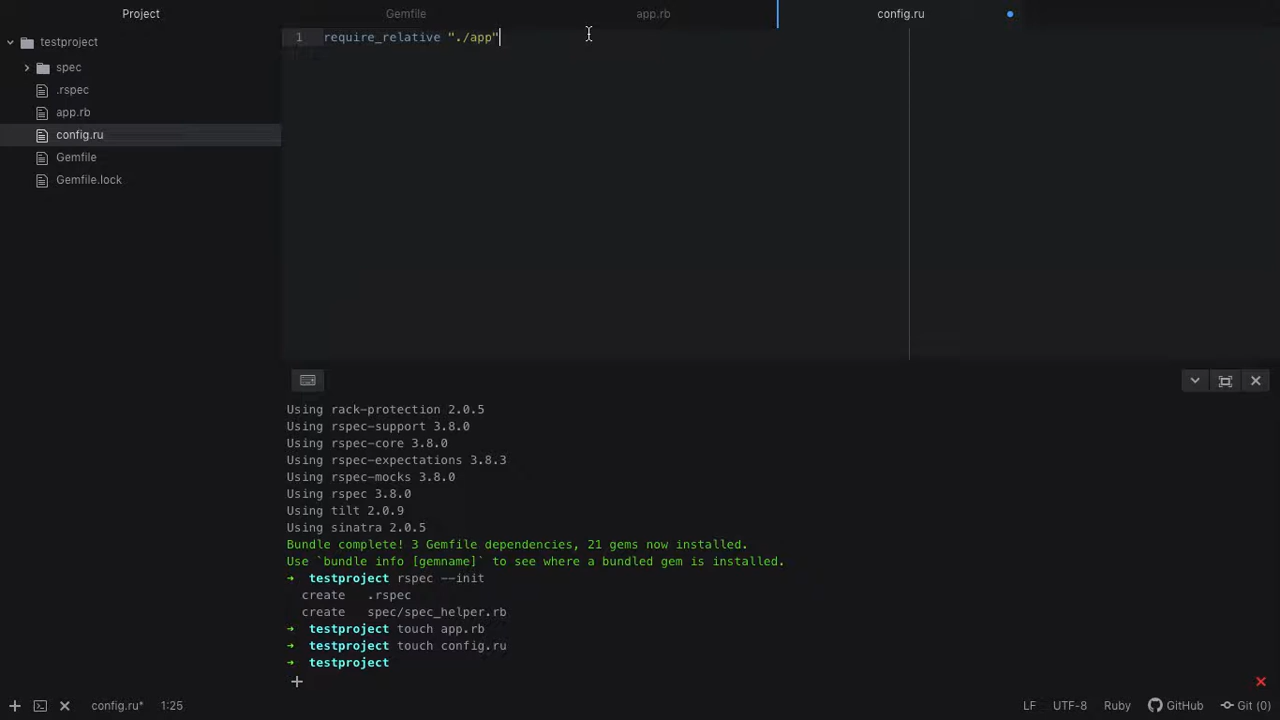 Project
Gemfile
app.rb
config.ru
testproject
spec
.rspec
app.rb
config.ru
Gemfile
Gemfile.lock
1 require_relative "./app"
Using rack-protection 2.0.5
Using rspec-support 3.8.0
Using rspec-core 3.8.0
Using rspec-expectations 3.8.3
Using rspec-mocks 3.8.0
Using rspec 3.8.0
Using tilt 2.0.9
Using sinatra 2.0.5
Bundle complete! 3 Gemfile dependencies, 21 gems now installed.
Use `bundle info [gemname]` to see where a bundled gem is installed.
➜ testproject rspec --init
create .rspec
create spec/spec_helper.rb
➜ testproject touch app.rb
➜ testproject touch config.ru
➜ testproject
config.ru* 1:25 LF UTF-8 Ruby GitHub Git (0)